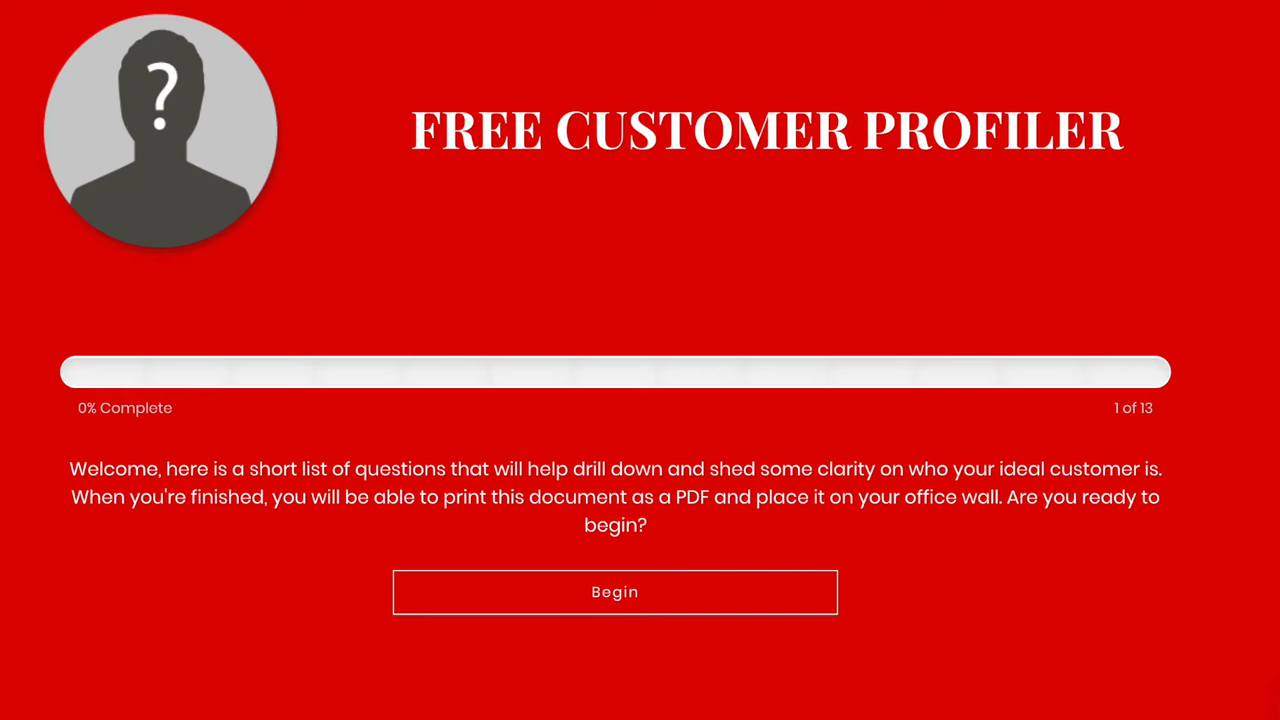 ?
FREE CUSTOMER PROFILER
0% Complete
1 of 13
Welcome, here is a short list of questions that will help drill down and shed some clarity on who your ideal customer is.
When you're finished, you will be able to print this document as a PDF and place it on your office wall. Are you ready to
begin?
Begin